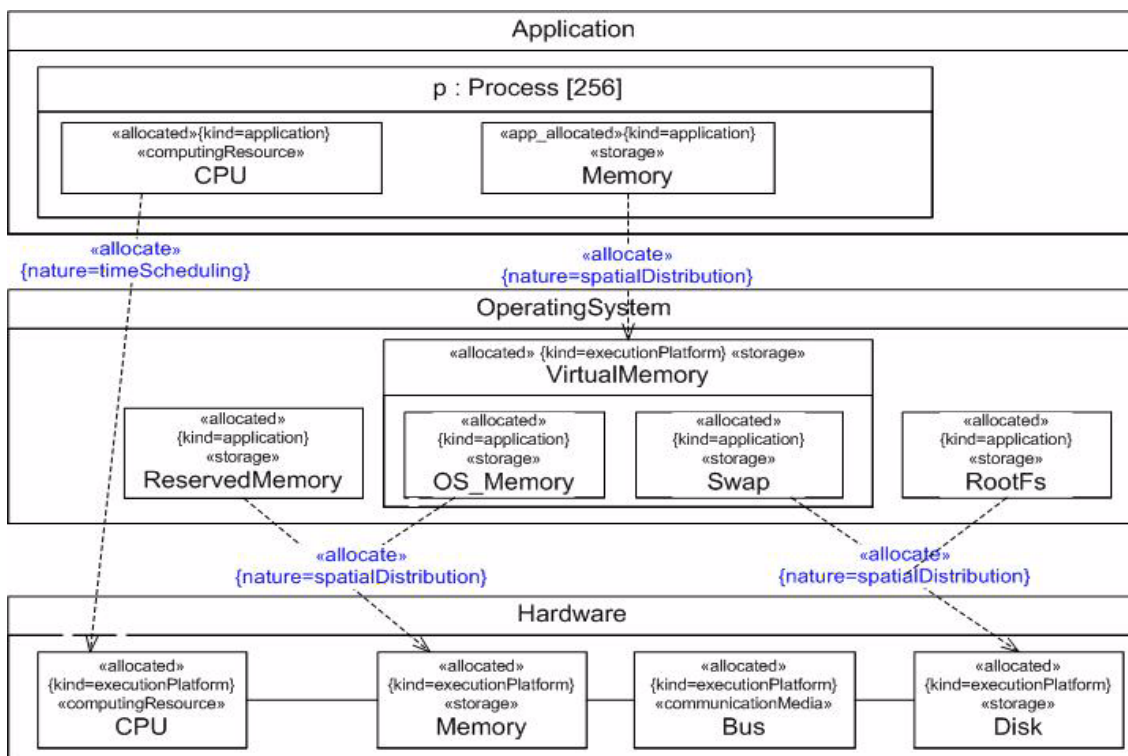 Application
p : Process [256]
«allocated»{kind=application}
«computingResource»
CPU
«app_allocated»{kind=application}
«storage»
Memory
«allocate»
{nature=timeScheduling}
«allocate»
{nature=spatialDistribution}
OperatingSystem
«allocated» {kind=executionPlatform} «storage»
VirtualMemory
«allocated»
{kind=application}
«storage»
ReservedMemory
«allocated»
{kind=application}
«storage»
OS_Memory
«allocated»
{kind=application}
«storage»
Swap
«allocated»
{kind=application}
«storage»
RootFs
«allocate»
{nature=spatialDistribution}
«allocate»
{nature=spatialDistribution}
Hardware
«allocated»
{kind=executionPlatform}
«computingResource»
CPU
«allocated»
{kind=executionPlatform}
«storage»
Memory
«allocated»
{kind=executionPlatform}
«communicationMedia»
Bus
«allocated»
{kind=executionPlatform}
«storage»
Disk